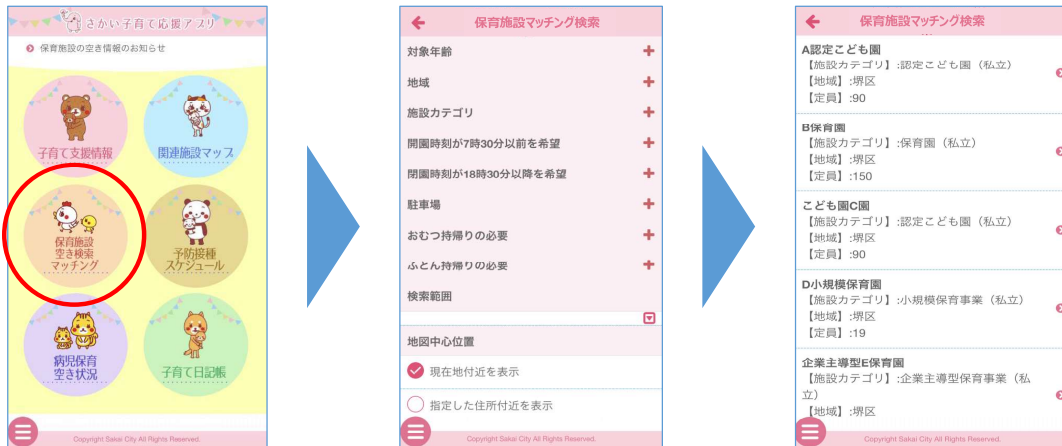 さかい子育て応援アプリ
保育施設の空き情報のお知らせ
子育て支援情報
関連施設マップ
保育施設
空き検索
マッチング
予防接種
スケジュール
病児保育
空き状況
子育て日記帳
Copyright Sakai City All Rights Reserved.
保育施設マッチング検索
対象年齢
地域
施設カテゴリ
開園時刻が7時30分以前を希望
閉園時刻が18時30分以降を希望
駐車場
おむつ持帰りの必要
ふとん持帰りの必要
検索範囲
地図中心位置
現在地付近を表示
指定した住所付近を表示
Copyright Sakai City All Rights Reserved.
保育施設マッチング検索
A認定こども園
【施設カテゴリ】:認定こども園（私立）
【地域】:堺区
【定員】:90
B保育園
【施設カテゴリ】:保育園（私立）
【地域】:堺区
【定員】:150
こども園C園
【施設カテゴリ】:認定こども園（私立）
【地域】:堺区
【定員】:90
D小規模保育園
【施設カテゴリ】:小規模保育事業（私立）
【地域】:堺区
【定員】:19
企業主導型E保育園
【施設カテゴリ】:企業主導型保育事業（私
立）
【地域】:堺区
Copyright Sakai City All Rights Reserved.